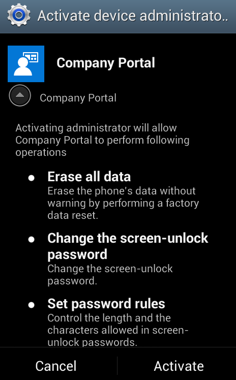 Activate device administrato..
Company Portal
Company Portal
Activating administrator will allow
Company Portal to perform following
operations
Erase all data
Erase the phone's data without
warning by performing a factory
data reset.
Change the screen-unlock
password
Change the screen-unlock
password.
Set password rules
Control the length and the
characters allowed in screen-
unlock passwords.
Cancel
Activate